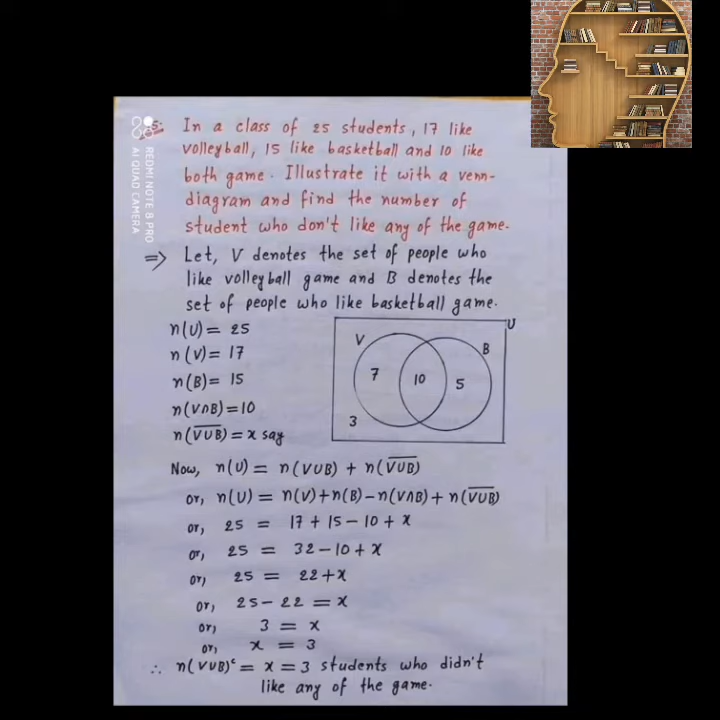 5: In a class of 25 students, 17 like
volleyball, 15 like basketball and 10 like
both game. Illustrate it with a venn-
diagram and find the number of
student who don't like any of the game.
⇒ Let, V denotes the set of people who
like volleyball game and B denotes the
set of people who like basketball game.
n(U) = 25
n(V) = 17
n(B) = 15
n(V∩B) = 10
n(V̅∪̅B̅) = x say
U
V
B
7
10
5
3
Now, n(U) = n(V∪B) + n(V̅∪̅B̅)
or, n(U) = n(V)+n(B)-n(V∩B)+n(V̅∪̅B̅)
or, 25 = 17+15-10+x
or, 25 = 32-10+x
or, 25 = 22+x
or, 25-22 = x
or, 3 = x
or, x = 3
∴ n(V∪B)ᶜ = x = 3 students who didn't
like any of the game.
REDMI NOTE 8 PRO
AI QUAD CAMERA